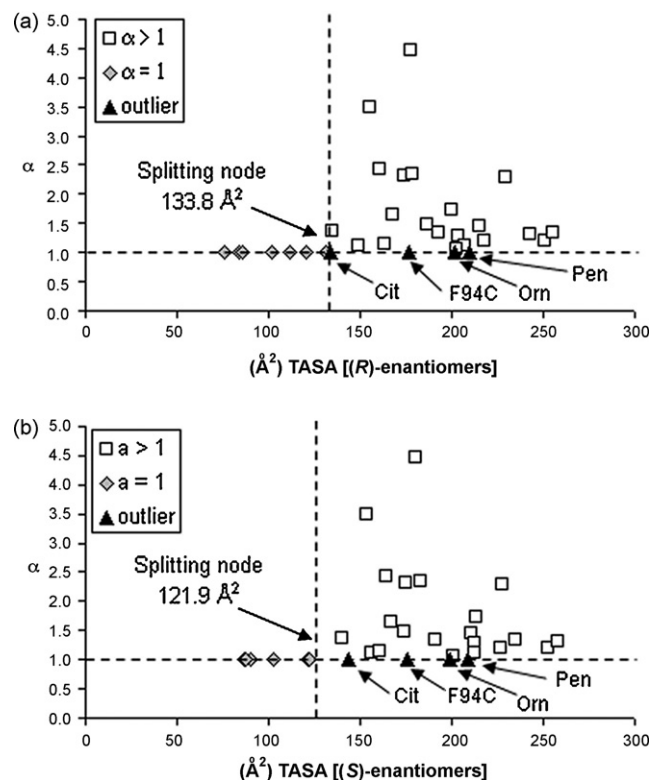 (a)
5.0
4.5
4.0
3.5
3.0
2.5
2.0
1.5
1.0
0.5
0.0
α
α > 1
α = 1
outlier
Splitting node
133.8 Å²
Cit
F94C
Orn
Pen
0 50 100 150 200 250 300
(Å²) TASA [(R)-enantiomers]
(b)
5.0
4.5
4.0
3.5
3.0
2.5
2.0
1.5
1.0
0.5
0.0
α
a > 1
a = 1
outlier
Splitting node
121.9 Å²
Cit
F94C
Orn
Pen
0 50 100 150 200 250 300
(Å²) TASA [(S)-enantiomers]